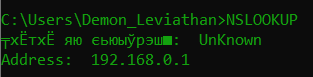 C:\Users\Demon_Leviathan>NSLOOKUP
╤хЁтхЁ яю єьюыўрэш■:  UnKnown
Address:  192.168.0.1